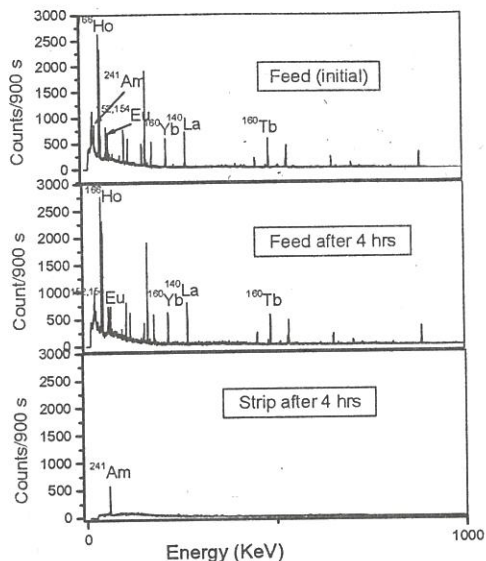 3000
2500
2000
1500
1000
500
0
Counts/900 s
166Ho
241Am
152,154Eu
160Yb
140La
160Tb
Feed (initial)
3000
2500
2000
1500
1000
500
0
Count/900 s
166Ho
Eu
160Yb
140La
160Tb
Feed after 4 hrs
3000
2500
2000
1500
1000
500
0
Counts/900 s
241Am
Strip after 4 hrs
0
1000
Energy (KeV)